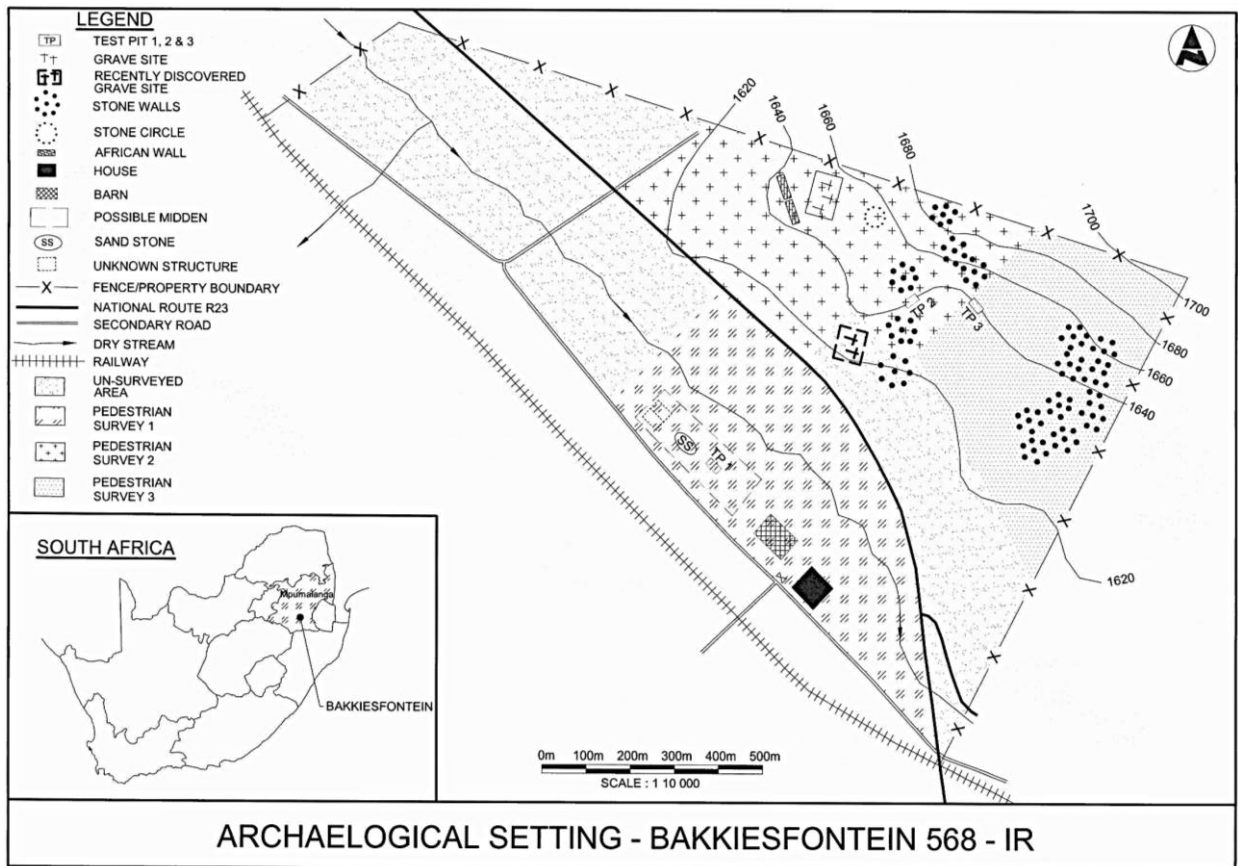 LEGEND
TP TEST PIT 1, 2 & 3
GRAVE SITE
RECENTLY DISCOVERED
GRAVE SITE
STONE WALLS
STONE CIRCLE
AFRICAN WALL
HOUSE
BARN
POSSIBLE MIDDEN
SS SAND STONE
UNKNOWN STRUCTURE
X FENCE/PROPERTY BOUNDARY
NATIONAL ROUTE R23
SECONDARY ROAD
DRY STREAM
RAILWAY
UN-SURVEYED
AREA
PEDESTRIAN
SURVEY 1
PEDESTRIAN
SURVEY 2
PEDESTRIAN
SURVEY 3
N
1620
1640
1660
1680
1700
1700
1680
1660
1640
1620
TP 2
TP 3
SS
TP 1
SOUTH AFRICA
Mpumalanga
BAKKIESFONTEIN
0m 100m 200m 300m 400m 500m
SCALE : 1 10 000
ARCHAELOGICAL SETTING - BAKKIESFONTEIN 568 - IR